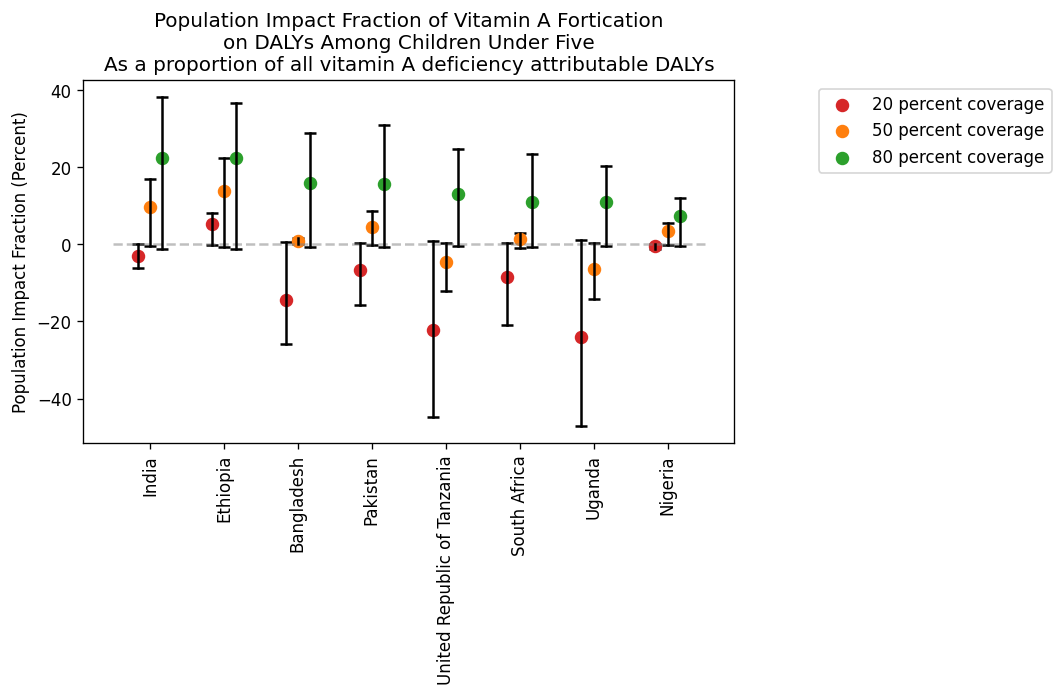 Population Impact Fraction of Vitamin A Fortication
on DALYs Among Children Under Five
As a proportion of all vitamin A deficiency attributable DALYs
Population Impact Fraction (Percent)
40
20
0
−20
−40
India
Ethiopia
Bangladesh
Pakistan
United Republic of Tanzania
South Africa
Uganda
Nigeria
20 percent coverage
50 percent coverage
80 percent coverage